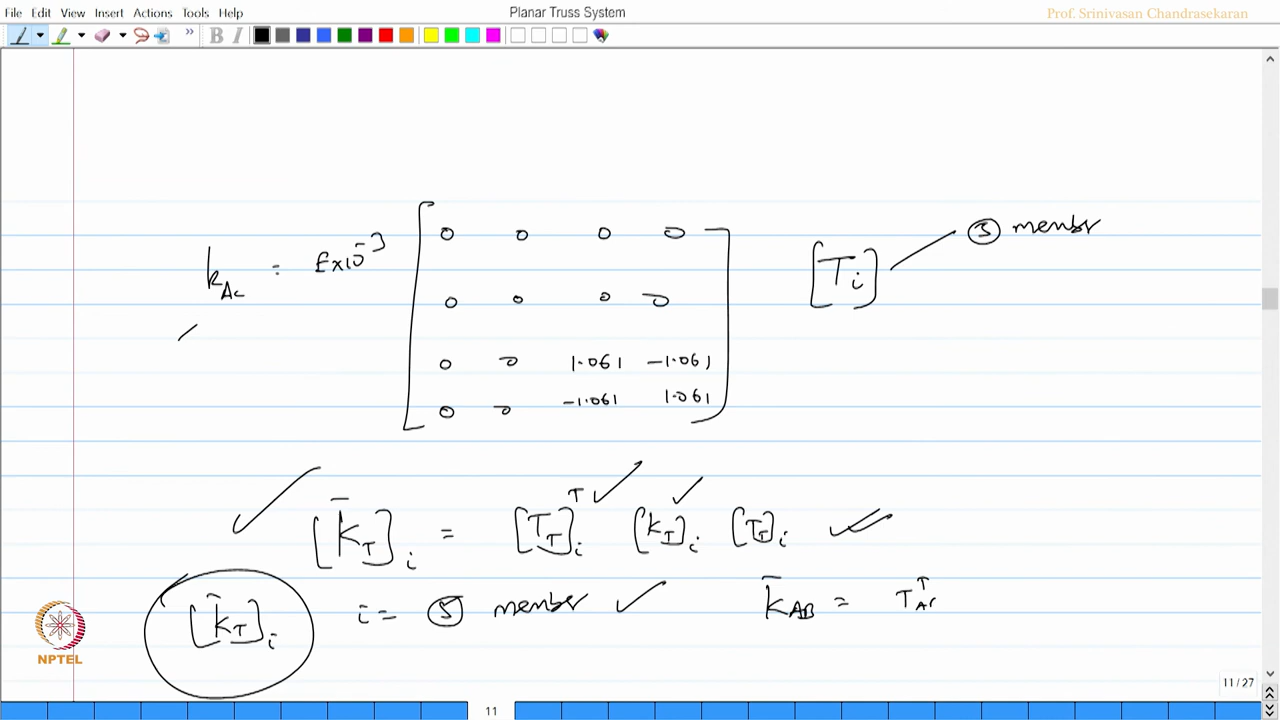 File Edit View Insert Actions Tools Help
Planar Truss System
Prof. Srinivasan Chandrasekaran
B I
k_AC = E×10^-3
0 0 0 0
0 0 0 0
0 0 1.061 -1.061
0 0 -1.061 1.061
[T_i] ⑤ member
[K̄_T]_i = [T_T]_i^T [K_T]_i [T_T]_i
[k̄_T]_i i = ⑤ member K̄_AB = T_AB^T
NPTEL
11 / 27
11